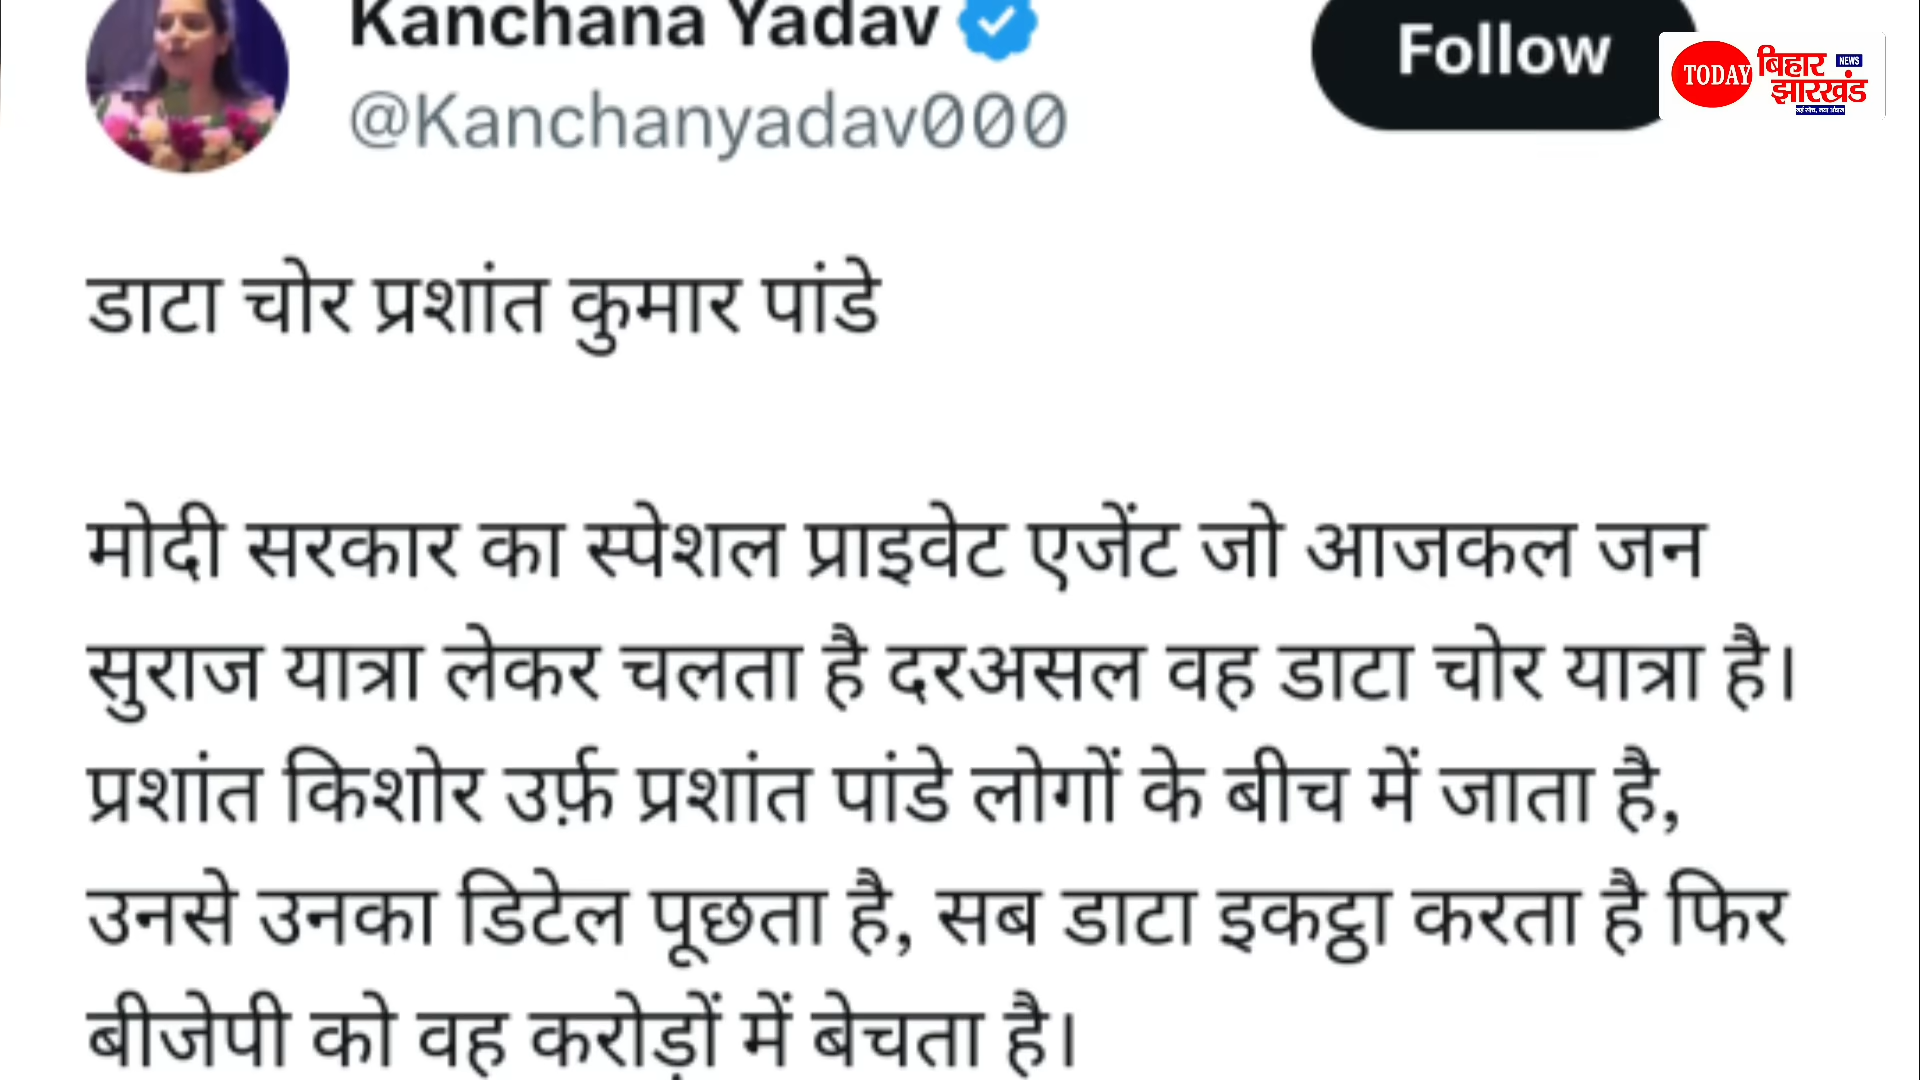 Kanchana Yadav
Follow
@Kanchanyadav000
TODAY
बिहार
NEWS
झारखंड
डाटा चोर प्रशांत कुमार पांडे
मोदी सरकार का स्पेशल प्राइवेट एजेंट जो आजकल जन
सुराज यात्रा लेकर चलता है दरअसल वह डाटा चोर यात्रा है।
प्रशांत किशोर उर्फ़ प्रशांत पांडे लोगों के बीच में जाता है,
उनसे उनका डिटेल पूछता है, सब डाटा इकट्ठा करता है फिर
बीजेपी को वह करोड़ों में बेचता है।